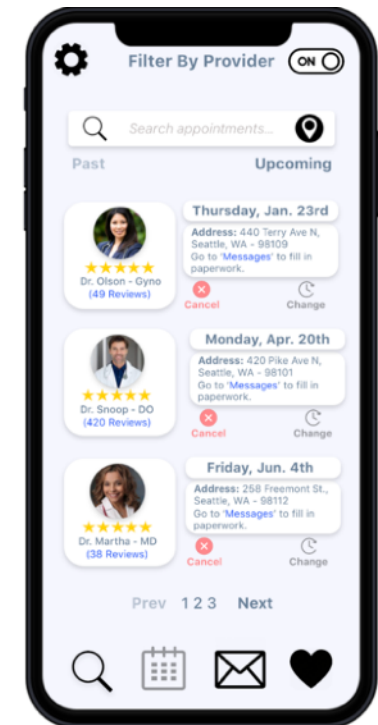 Filter By Provider ON
Search appointments...
Past Upcoming
Thursday, Jan. 23rd
Address: 440 Terry Ave N,
Seattle, WA - 98109
Go to 'Messages' to fill in
paperwork.
Dr. Olson - Gyno
(49 Reviews)
Cancel Change
Monday, Apr. 20th
Address: 420 Pike Ave N,
Seattle, WA - 98101
Go to 'Messages' to fill in
paperwork.
Dr. Snoop - DO
(420 Reviews)
Cancel Change
Friday, Jun. 4th
Address: 258 Freemont St.,
Seattle, WA - 98112
Go to 'Messages' to fill in
paperwork.
Dr. Martha - MD
(38 Reviews)
Cancel Change
Prev 1 2 3 Next